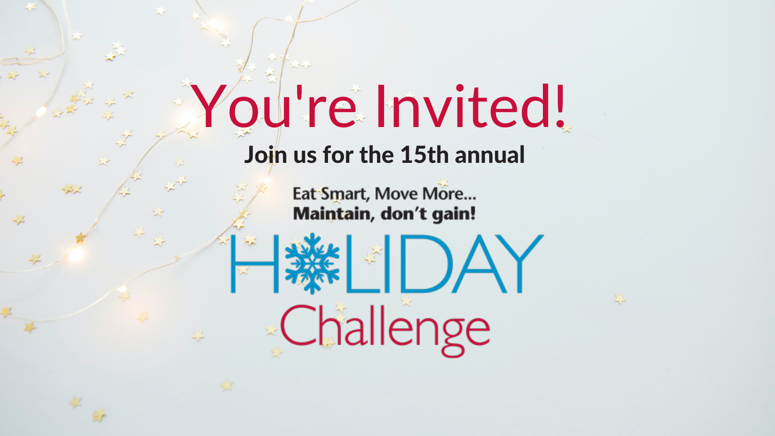 You're Invited!
Join us for the 15th annual
Eat Smart, Move More...
Maintain, don't gain!
HOLIDAY
Challenge